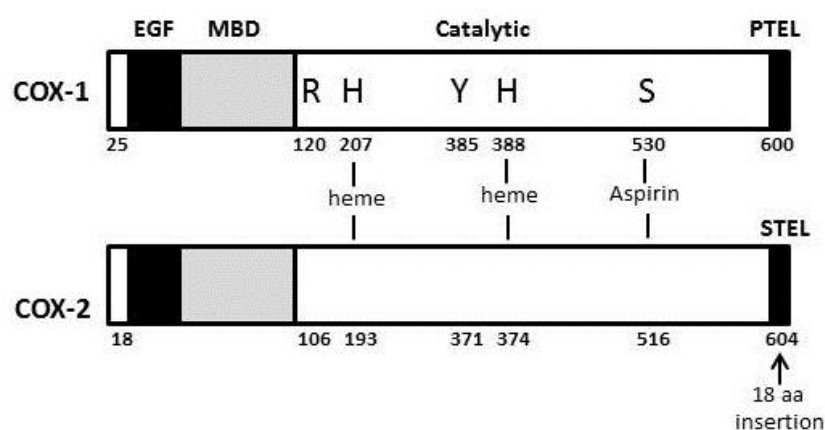 EGF MBD Catalytic PTEL
COX-1
R H Y H S
25 120 207 385 388 530 600
heme heme Aspirin
STEL
COX-2
18 106 193 371 374 516 604
18 aa
insertion